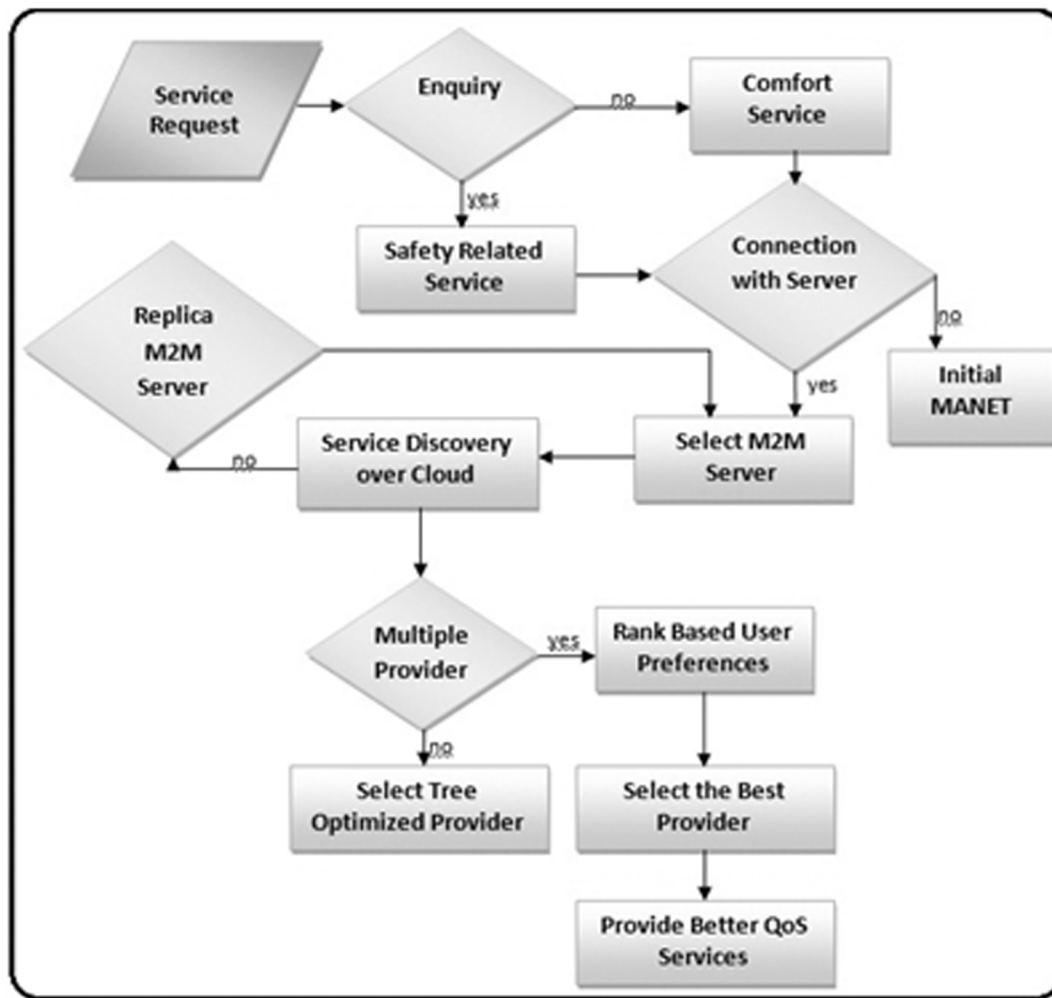 Service
Request
Enquiry
no
Comfort
Service
yes
Safety Related
Service
Connection
with Server
no
Initial
MANET
yes
Replica
M2M
Server
Select M2M
Server
Service Discovery
over Cloud
no
Multiple
Provider
yes
Rank Based User
Preferences
no
Select Tree
Optimized Provider
Select the Best
Provider
Provide Better QoS
Services